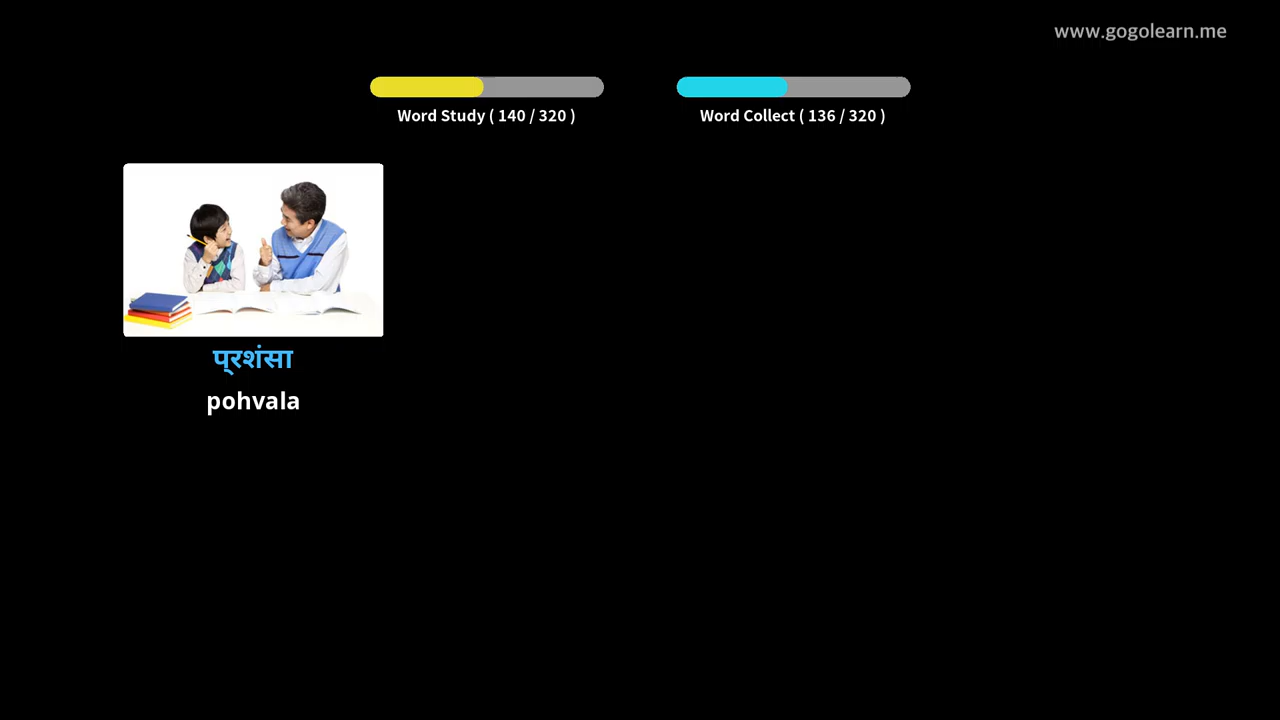 www.gogolearn.me
Word Study ( 140 / 320 )
Word Collect ( 136 / 320 )
प्रशंसा
pohvala